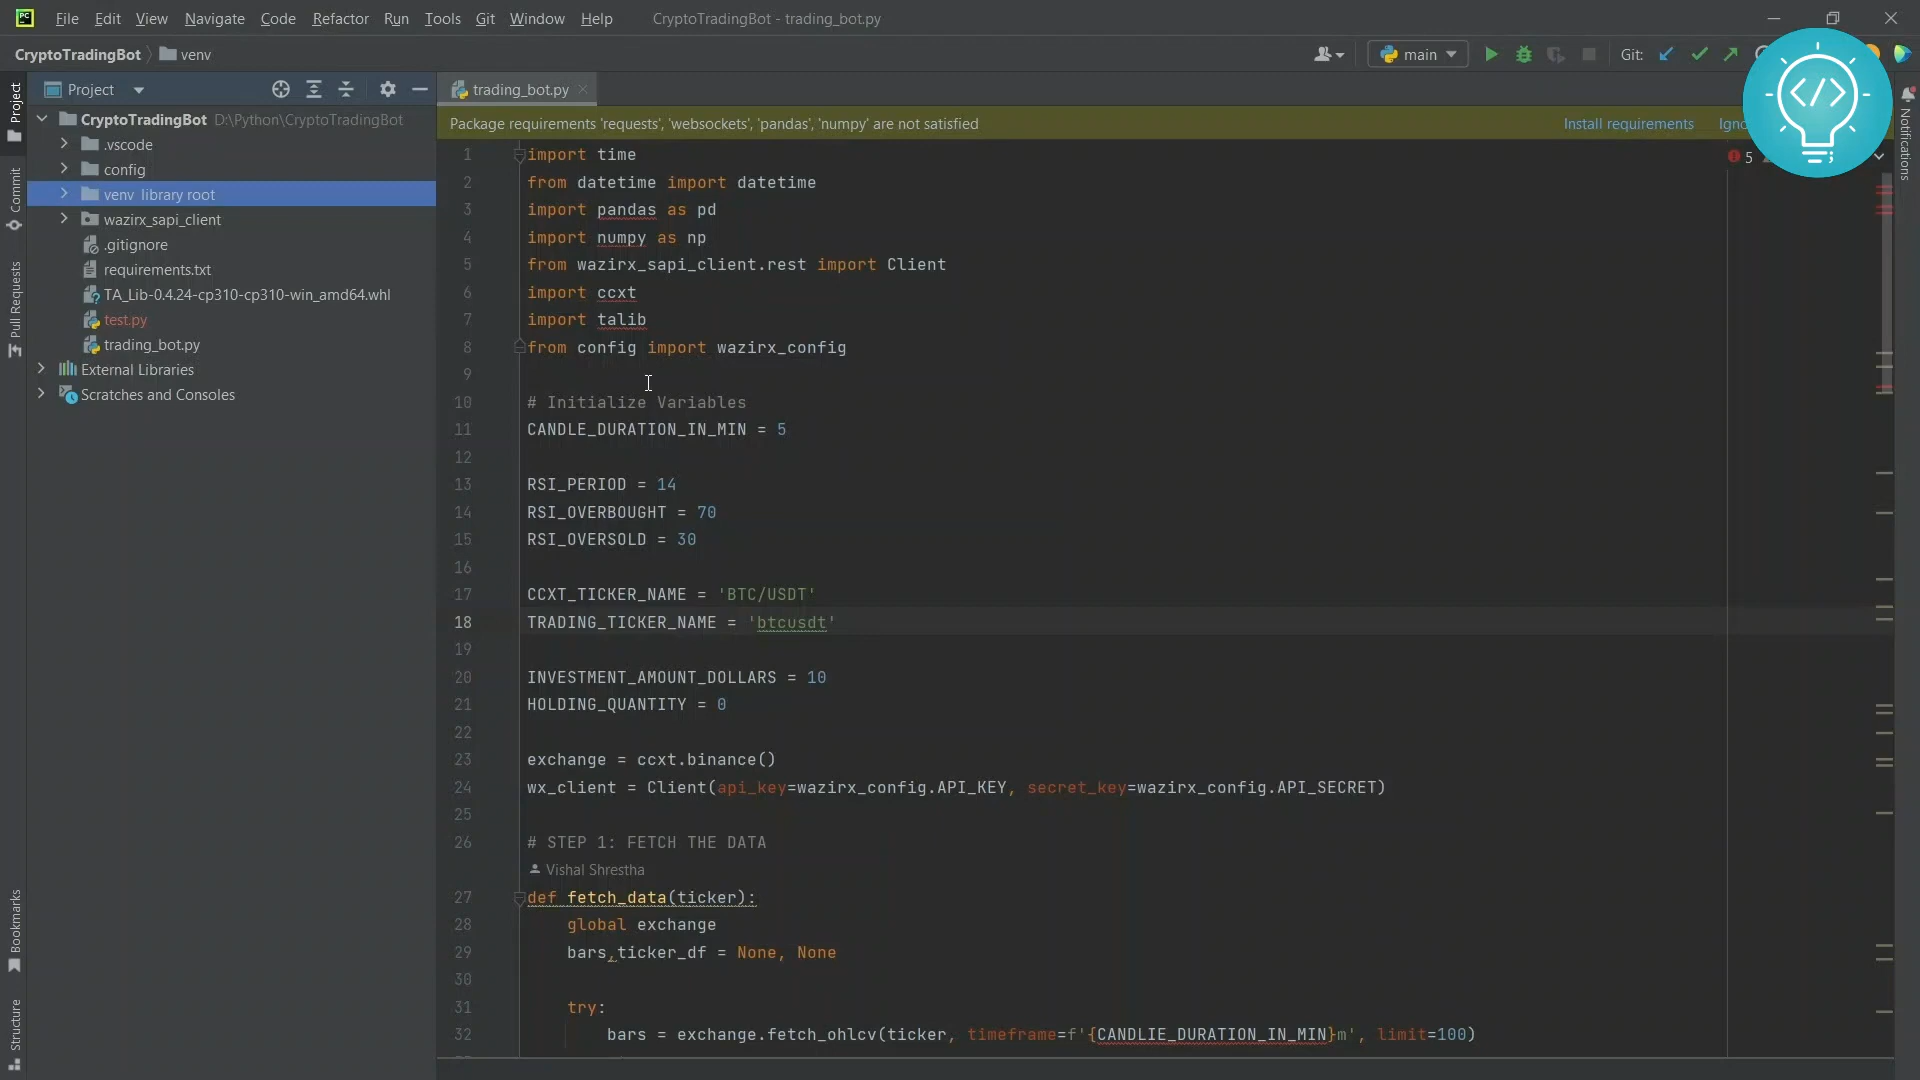 File Edit View Navigate Code Refactor Run Tools Git Window Help CryptoTradingBot - trading_bot.py
CryptoTradingBot venv main Git:
Project
trading_bot.py
CryptoTradingBot D:\Python\CryptoTradingBot
.vscode
config
venv library root
wazirx_sapi_client
.gitignore
requirements.txt
TA_Lib-0.4.24-cp310-cp310-win_amd64.whl
test.py
trading_bot.py
External Libraries
Scratches and Consoles
Project
Commit
Pull Requests
Bookmarks
Structure
Package requirements 'requests', 'websockets', 'pandas', 'numpy' are not satisfied Install requirements
5
</>
Notifications
1 import time
2 from datetime import datetime
3 import pandas as pd
4 import numpy as np
5 from wazirx_sapi_client.rest import Client
6 import ccxt
7 import talib
8 from config import wazirx_config
9
10 # Initialize Variables
11 CANDLE_DURATION_IN_MIN = 5
12
13 RSI_PERIOD = 14
14 RSI_OVERBOUGHT = 70
15 RSI_OVERSOLD = 30
16
17 CCXT_TICKER_NAME = 'BTC/USDT'
18 TRADING_TICKER_NAME = 'btcusdt'
19
20 INVESTMENT_AMOUNT_DOLLARS = 10
21 HOLDING_QUANTITY = 0
22
23 exchange = ccxt.binance()
24 wx_client = Client(api_key=wazirx_config.API_KEY, secret_key=wazirx_config.API_SECRET)
25
26 # STEP 1: FETCH THE DATA
Vishal Shrestha
27 def fetch_data(ticker):
28 global exchange
29 bars,ticker_df = None, None
30
31 try:
32 bars = exchange.fetch_ohlcv(ticker, timeframe=f'{CANDLIE_DURATION_IN_MIN}m', limit=100)